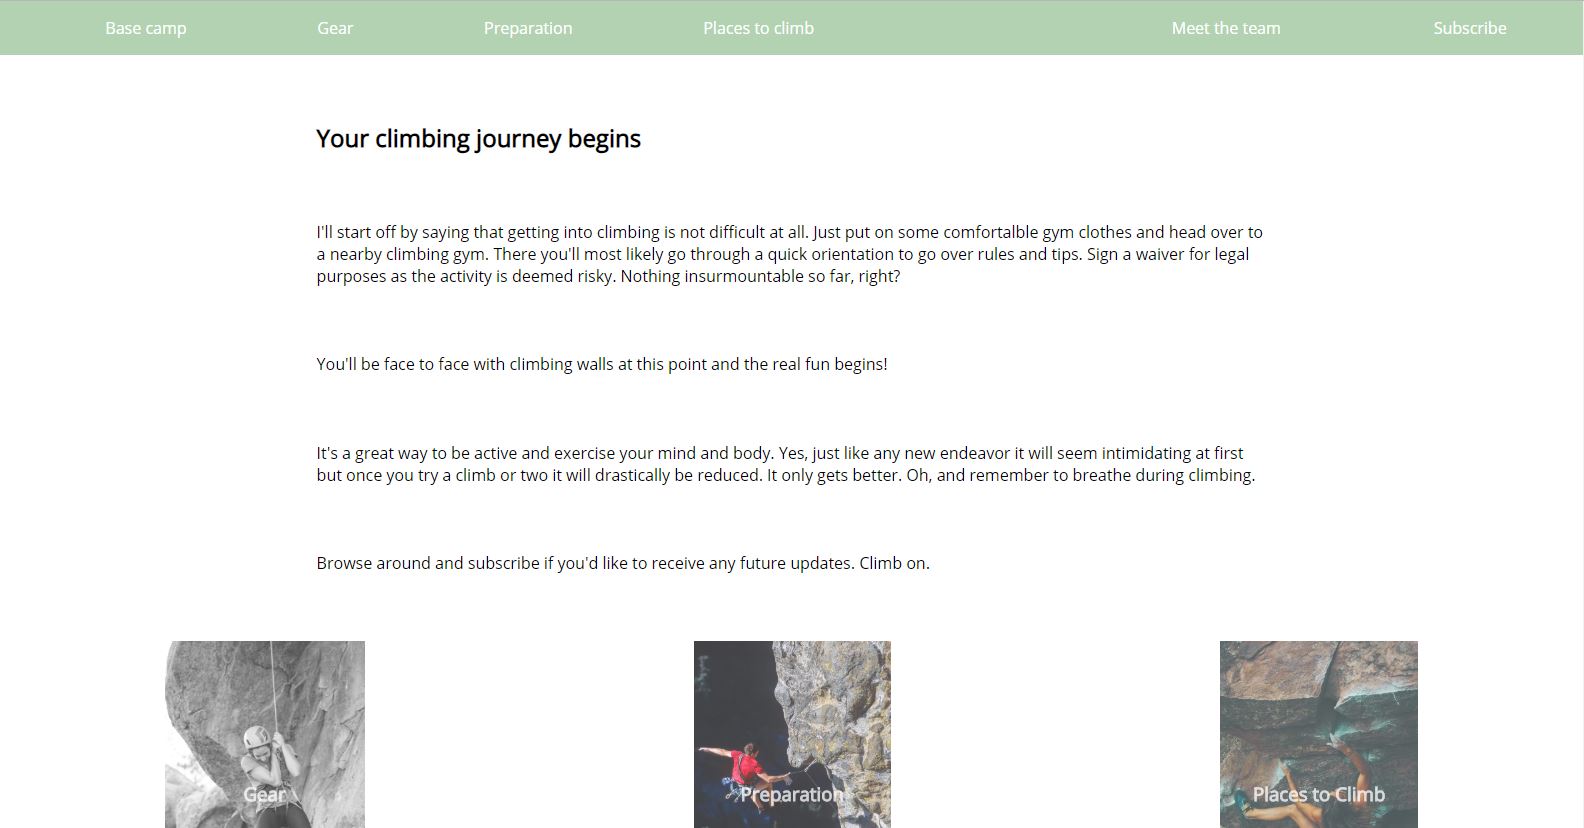 Base camp Gear Preparation Places to climb Meet the team Subscribe
Your climbing journey begins
I'll start off by saying that getting into climbing is not difficult at all. Just put on some comfortalble gym clothes and head over to
a nearby climbing gym. There you'll most likely go through a quick orientation to go over rules and tips. Sign a waiver for legal
purposes as the activity is deemed risky. Nothing insurmountable so far, right?
You'll be face to face with climbing walls at this point and the real fun begins!
It's a great way to be active and exercise your mind and body. Yes, just like any new endeavor it will seem intimidating at first
but once you try a climb or two it will drastically be reduced. It only gets better. Oh, and remember to breathe during climbing.
Browse around and subscribe if you'd like to receive any future updates. Climb on.
Gear Preparation Places to Climb